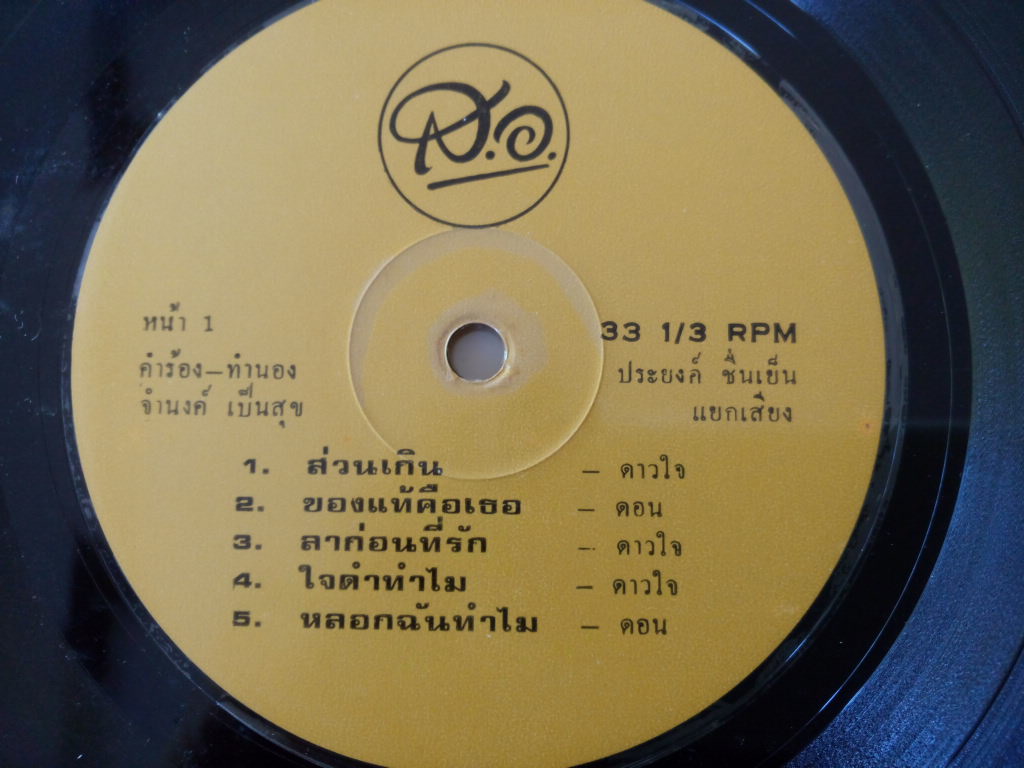 ส.อ.
หน้า 1
33 1/3 RPM
คำร้อง–ทำนอง
ประยงค์ ชื่นเย็น
จำนงค์ เป็นสุข
แยกเสียง
1. ส่วนเกิน – ดาวใจ
2. ของแท้คือเธอ – ดอน
3. ลาก่อนที่รัก – ดาวใจ
4. ใจดำทำไม – ดาวใจ
5. หลอกฉันทำไม – ดอน